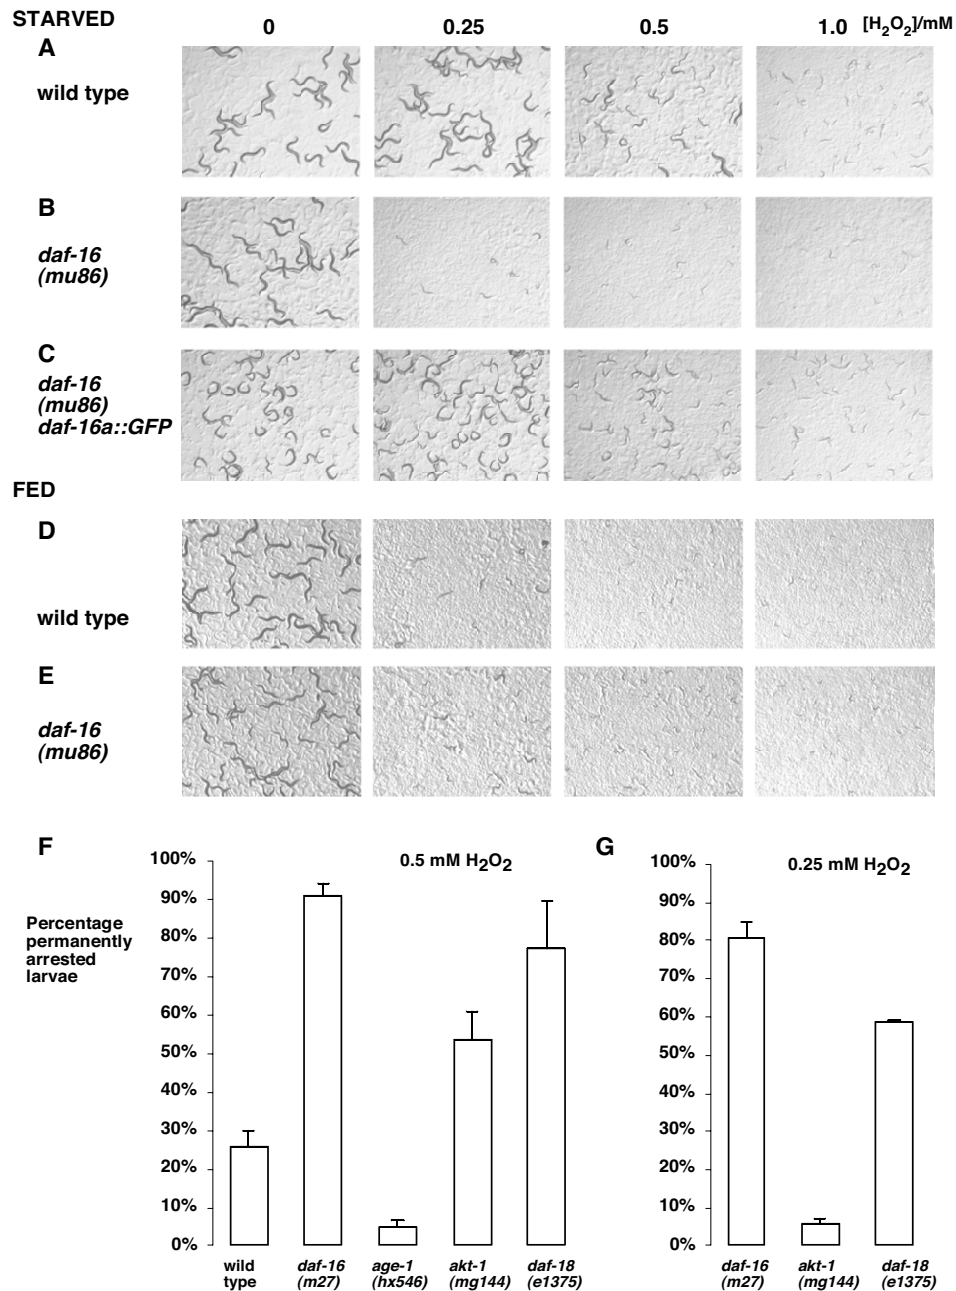 STARVED
0 0.25 0.5 1.0 [H₂O₂]/mM
A
wild type
B
daf-16
(mu86)
C
daf-16
(mu86)
daf-16a::GFP
FED
D
wild type
E
daf-16
(mu86)
F
0.5 mM H₂O₂
Percentage
permanently
arrested
larvae
100%
90%
80%
70%
60%
50%
40%
30%
20%
10%
0%
wild
type
daf-16
(m27)
age-1
(hx546)
akt-1
(mg144)
daf-18
(e1375)
G
0.25 mM H₂O₂
100%
90%
80%
70%
60%
50%
40%
30%
20%
10%
0%
daf-16
(m27)
akt-1
(mg144)
daf-18
(e1375)